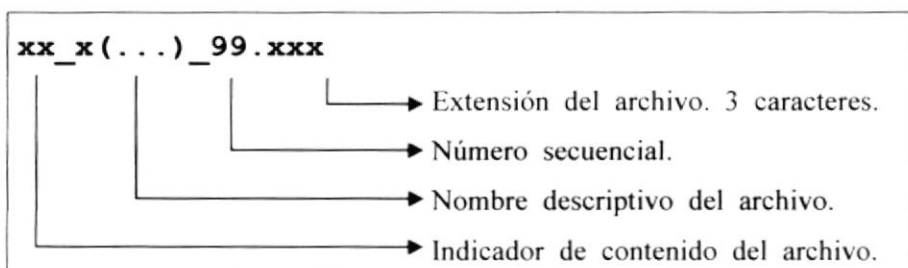 xx_x(...)_99.xxx
Extensión del archivo. 3 caracteres.
Número secuencial.
Nombre descriptivo del archivo.
Indicador de contenido del archivo.